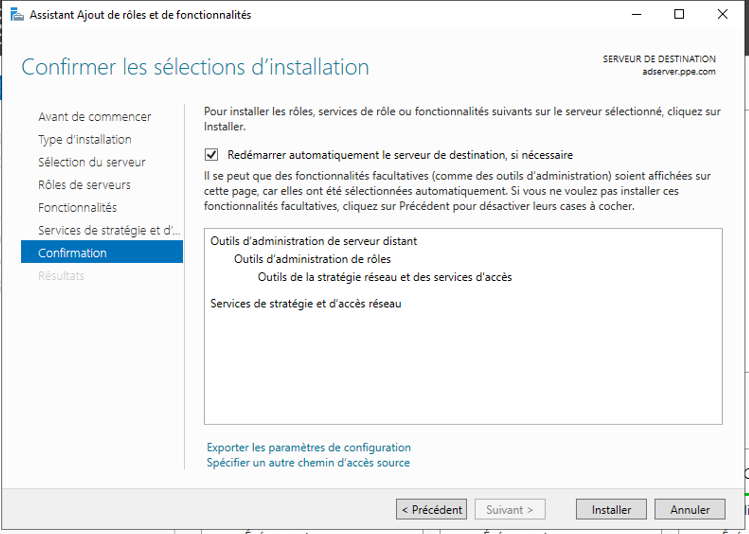 Assistant Ajout de rôles et de fonctionnalités
Confirmer les sélections d'installation
SERVEUR DE DESTINATION
adserver.ppe.com
Avant de commencer
Type d'installation
Sélection du serveur
Rôles de serveurs
Fonctionnalités
Services de stratégie et d'...
Confirmation
Résultats
Pour installer les rôles, services de rôle ou fonctionnalités suivants sur le serveur sélectionné, cliquez sur
Installer.
Redémarrer automatiquement le serveur de destination, si nécessaire
Il se peut que des fonctionnalités facultatives (comme des outils d'administration) soient affichées sur
cette page, car elles ont été sélectionnées automatiquement. Si vous ne voulez pas installer ces
fonctionnalités facultatives, cliquez sur Précédent pour désactiver leurs cases à cocher.
Outils d'administration de serveur distant
Outils d'administration de rôles
Outils de la stratégie réseau et des services d'accès
Services de stratégie et d'accès réseau
Exporter les paramètres de configuration
Spécifier un autre chemin d'accès source
< Précédent
Suivant >
Installer
Annuler